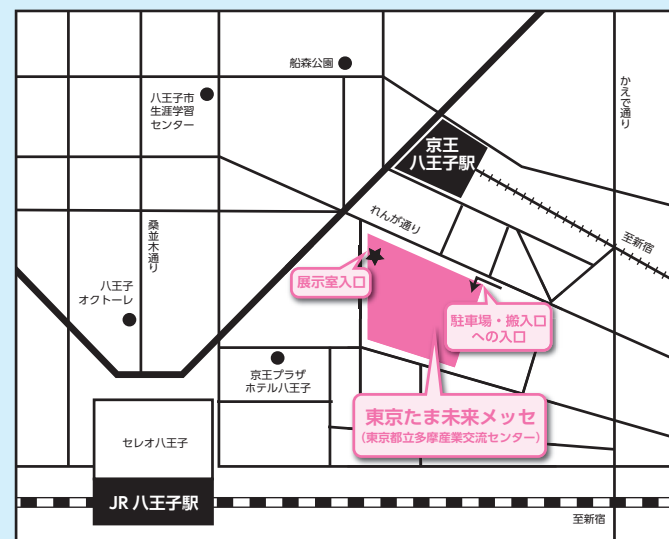 船森公園
八王子市
生涯学習
センター
かえで通り
京王
八王子駅
れんが通り
桑並木通り
至新宿
展示室入口
八王子
オクトーレ
駐車場・搬入口
への入口
京王プラザ
ホテル八王子
東京たま未来メッセ
(東京都立多摩産業交流センター)
セレオ八王子
JR 八王子駅
至新宿